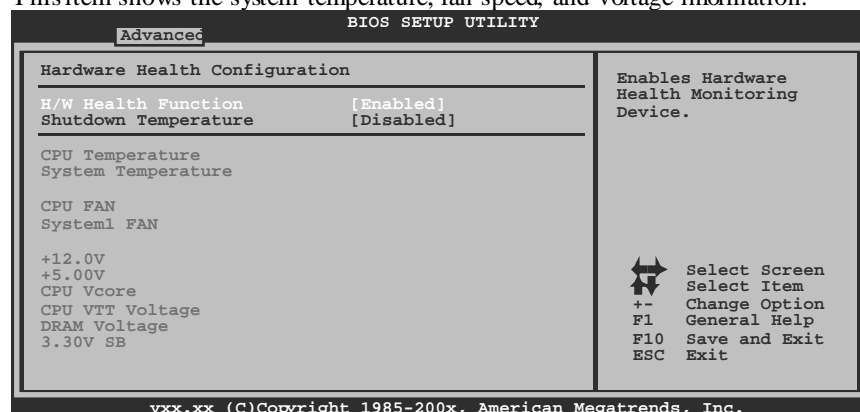 This item shows the system temperature, fan speed, and voltage information.
BIOS SETUP UTILITY
Advanced
Hardware Health Configuration
H/W Health Function [Enabled]
Shutdown Temperature [Disabled]
CPU Temperature
System Temperature
CPU FAN
System1 FAN
+12.0V
+5.00V
CPU Vcore
CPU VTT Voltage
DRAM Voltage
3.30V SB
Enables Hardware
Health Monitoring
Device.
Select Screen
Select Item
+- Change Option
F1 General Help
F10 Save and Exit
ESC Exit
vxx.xx (C)Copyright 1985-200x, American Megatrends, Inc.